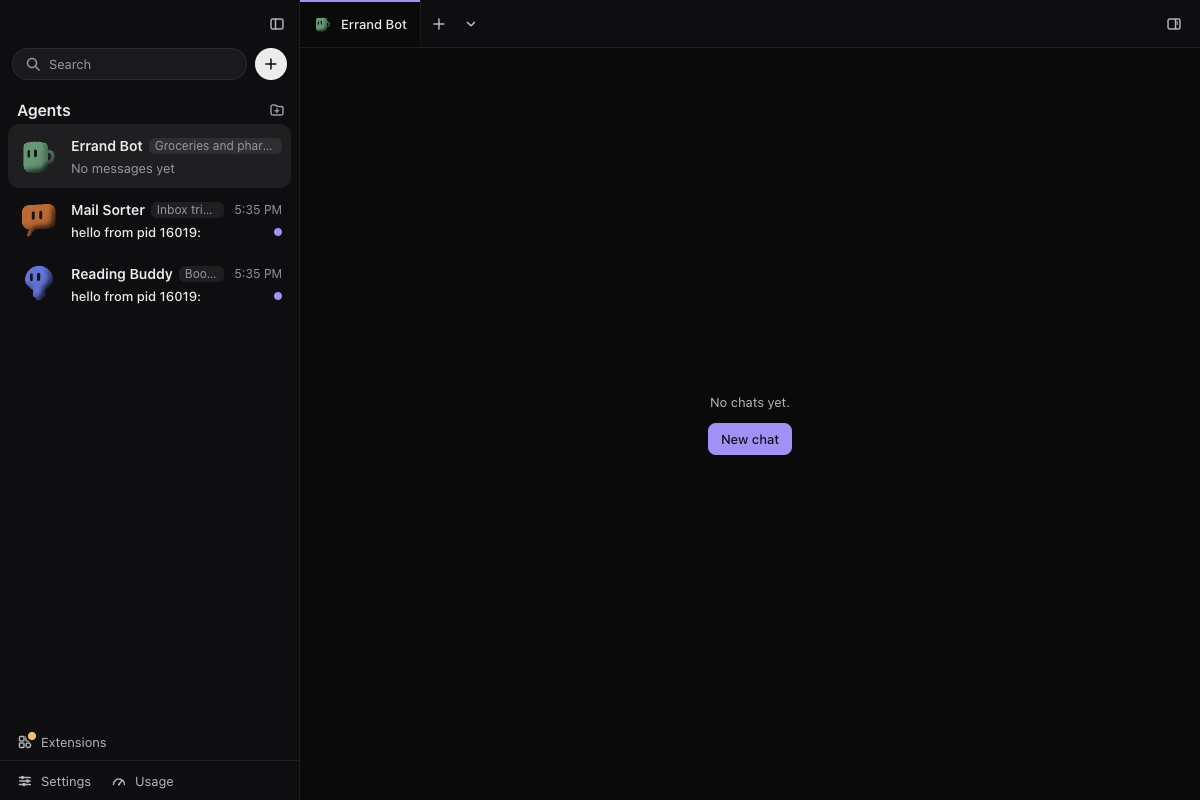 Search
Agents
Errand Bot Groceries and phar...
No messages yet
Mail Sorter Inbox tri... 5:35 PM
hello from pid 16019:
Reading Buddy Boo... 5:35 PM
hello from pid 16019:
Extensions
Settings Usage
Errand Bot
No chats yet.
New chat